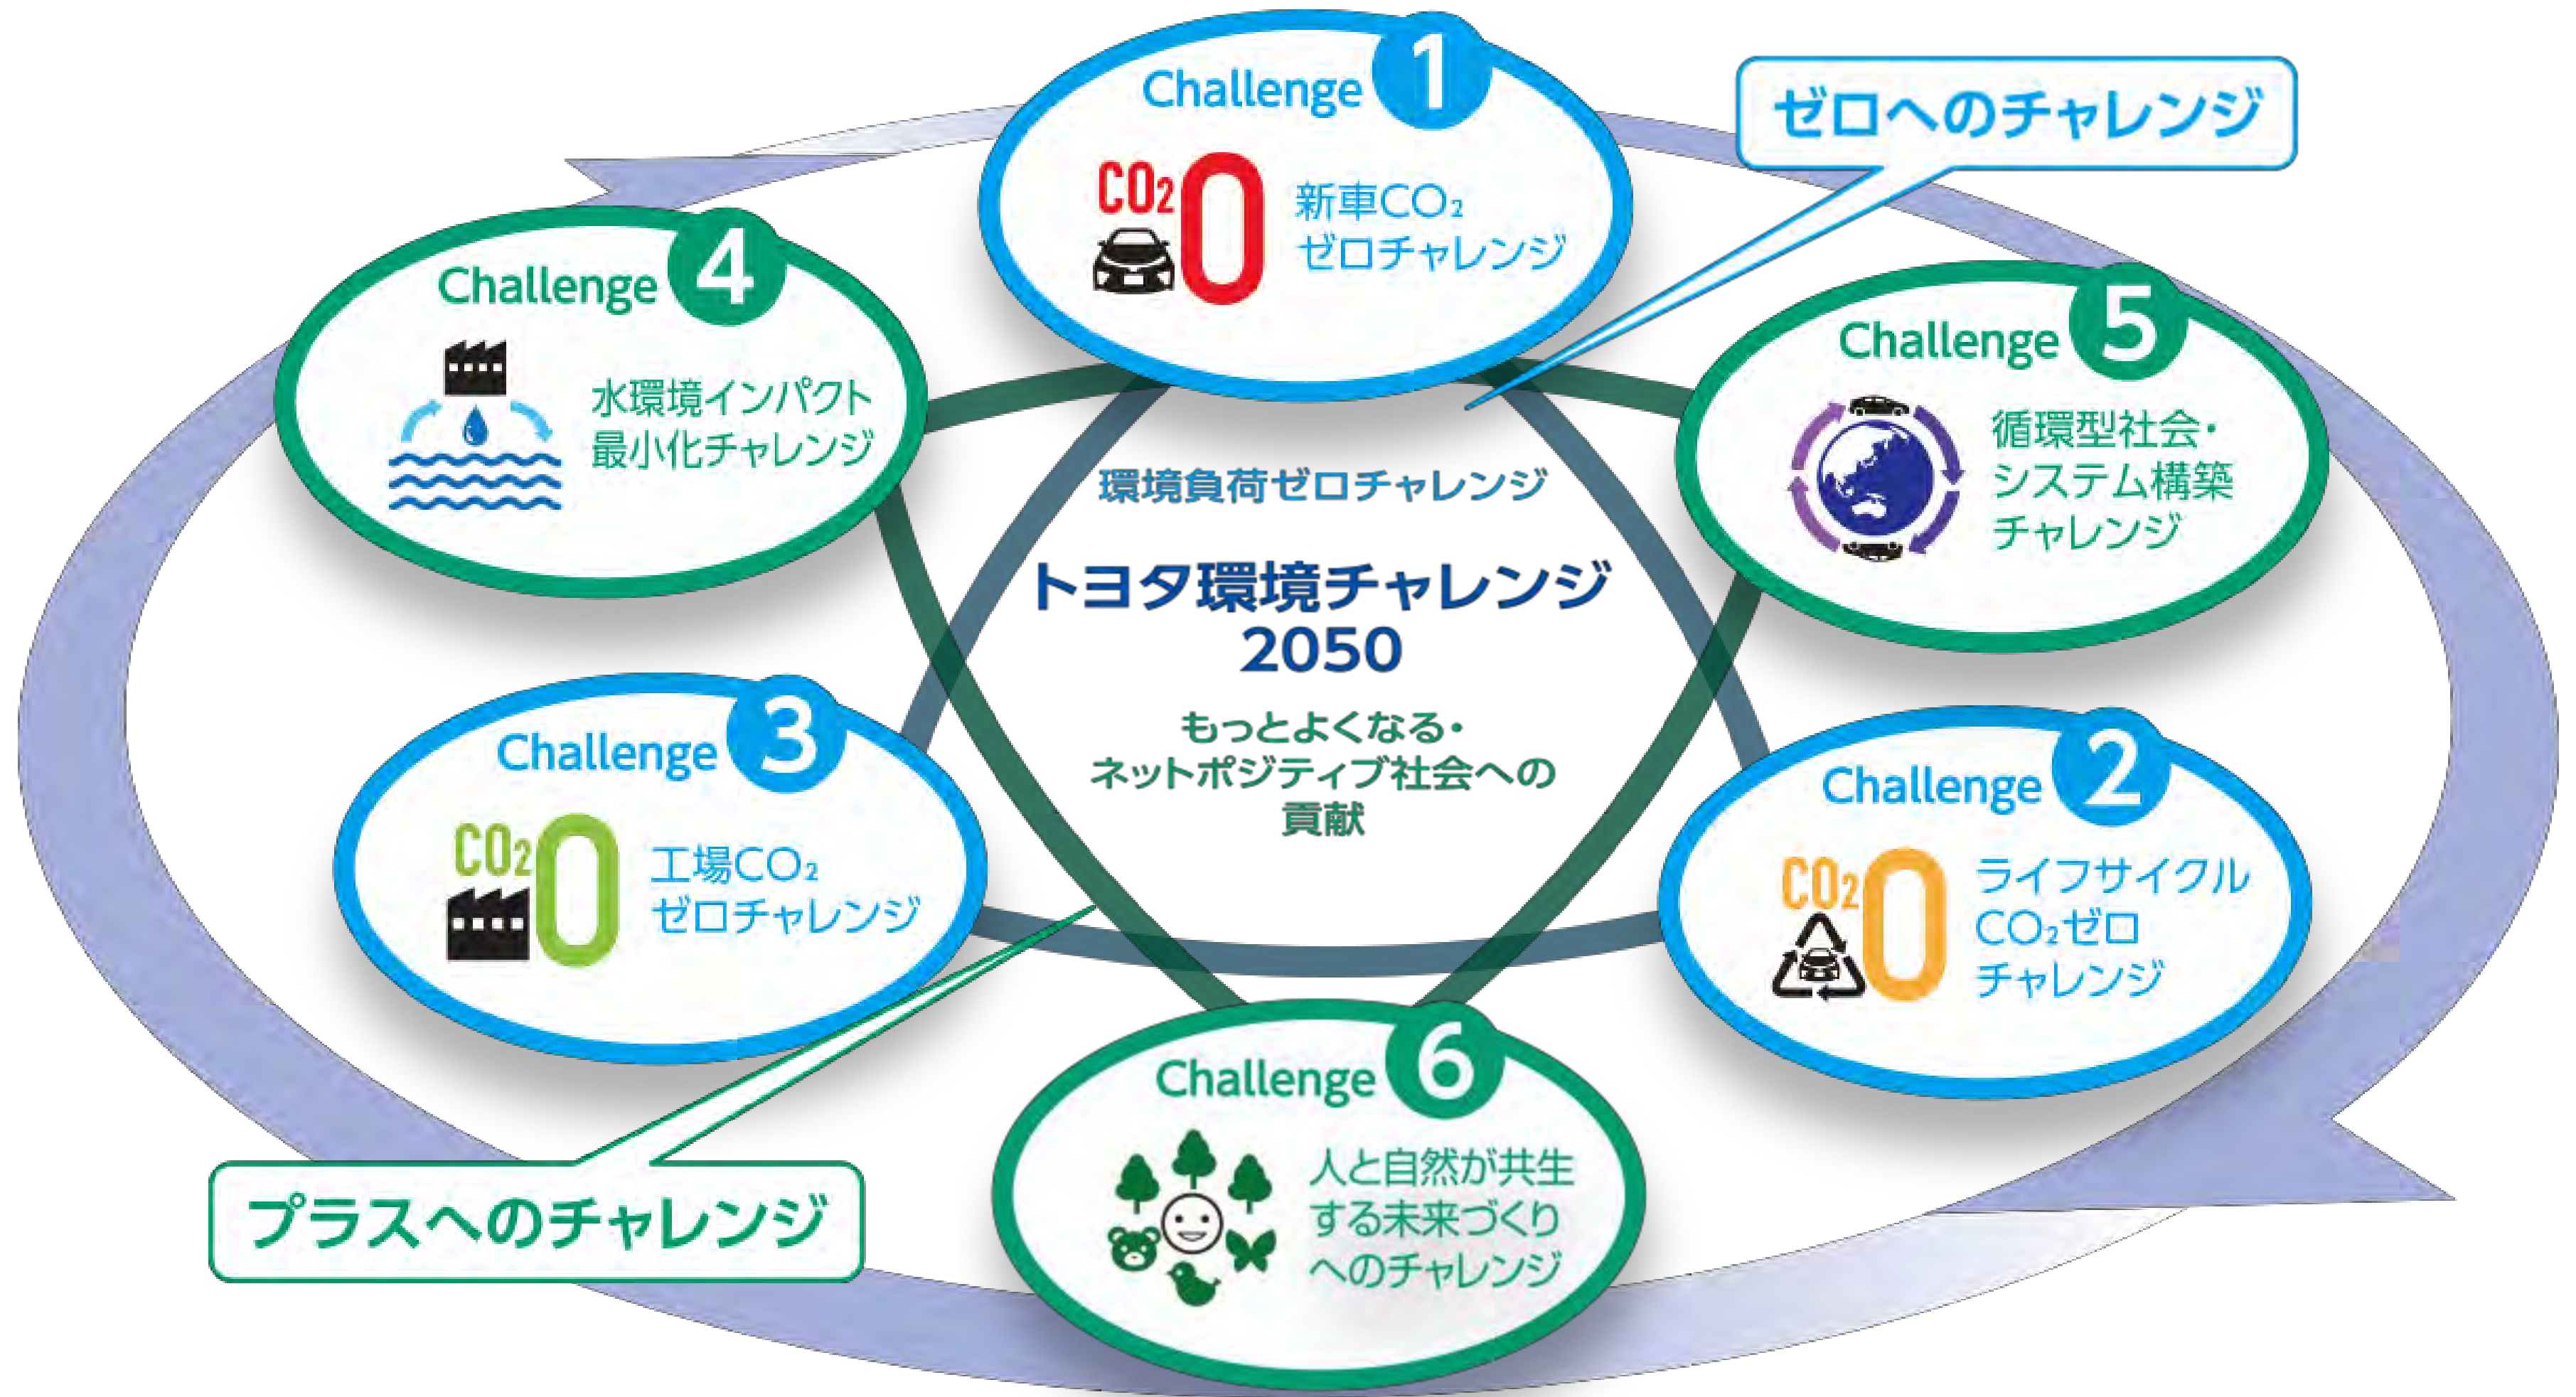 Challenge 1
CO₂ 0
新車CO₂
ゼロチャレンジ
ゼロへのチャレンジ
Challenge 4
水環境インパクト
最小化チャレンジ
Challenge 5
循環型社会・
システム構築
チャレンジ
環境負荷ゼロチャレンジ
トヨタ環境チャレンジ
2050
もっとよくなる・
ネットポジティブ社会への
貢献
Challenge 3
CO₂ 0
工場CO₂
ゼロチャレンジ
Challenge 2
CO₂ 0
ライフサイクル
CO₂ゼロ
チャレンジ
プラスへのチャレンジ
Challenge 6
人と自然が共生
する未来づくり
へのチャレンジ